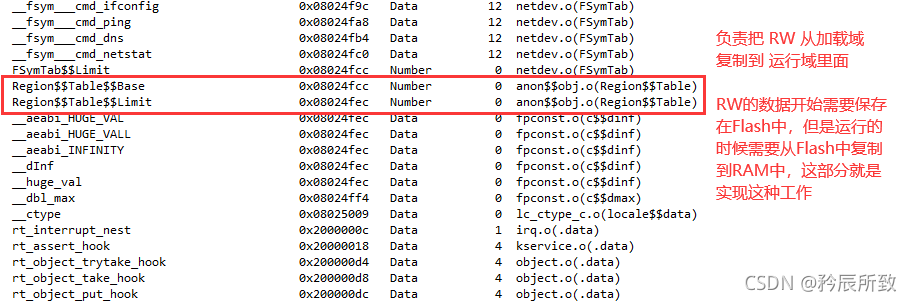 __fsym___cmd_ifconfig 0x08024f9c Data 12 netdev.o(FSymTab)
__fsym___cmd_ping 0x08024fa8 Data 12 netdev.o(FSymTab)
__fsym___cmd_dns 0x08024fb4 Data 12 netdev.o(FSymTab)
__fsym___cmd_netstat 0x08024fc0 Data 12 netdev.o(FSymTab)
FSymTab$$Limit 0x08024fcc Number 0 netdev.o(FSymTab)
Region$$Table$$Base 0x08024fcc Number 0 anon$$obj.o(Region$$Table)
Region$$Table$$Limit 0x08024fec Number 0 anon$$obj.o(Region$$Table)
__aeabi_HUGE_VAL 0x08024fec Data 0 fpconst.o(c$$dinf)
__aeabi_HUGE_VALL 0x08024fec Data 0 fpconst.o(c$$dinf)
__aeabi_INFINITY 0x08024fec Data 0 fpconst.o(c$$dinf)
__dInf 0x08024fec Data 0 fpconst.o(c$$dinf)
__huge_val 0x08024fec Data 0 fpconst.o(c$$dinf)
__dbl_max 0x08024ff4 Data 0 fpconst.o(c$$dmax)
__ctype 0x08025009 Data 0 lc_ctype_c.o(locale$$data)
rt_interrupt_nest 0x2000000c Data 1 irq.o(.data)
rt_assert_hook 0x20000018 Data 4 kservice.o(.data)
rt_object_trytake_hook 0x200000d4 Data 4 object.o(.data)
rt_object_take_hook 0x200000d8 Data 4 object.o(.data)
rt_object_put_hook 0x200000dc Data 4 object.o(.data)
负责把 RW 从加载域
复制到 运行域里面
RW的数据开始需要保存
在Flash中，但是运行的
时候需要从Flash中复制
到RAM中，这部分就是
实现这种工作
CSDN @矜辰所致